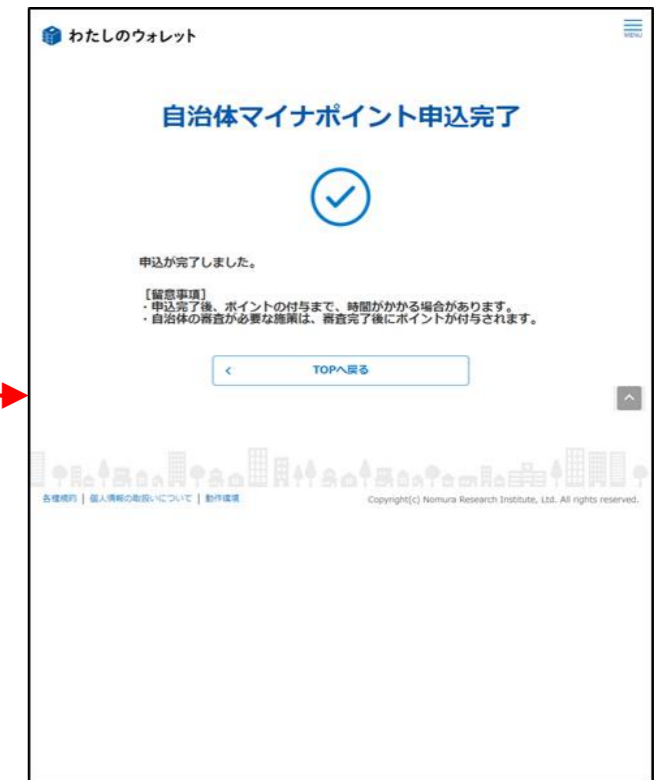 わたしのウォレット
MENU
自治体マイナポイント申込完了
申込が完了しました。
［留意事項］
・申込完了後、ポイントの付与まで、時間がかかる場合があります。
・自治体の審査が必要な施策は、審査完了後にポイントが付与されます。
TOPへ戻る
各種規約 | 個人情報の取扱いについて | 動作環境
Copyright(c) Nomura Research Institute, Ltd. All rights reserved.